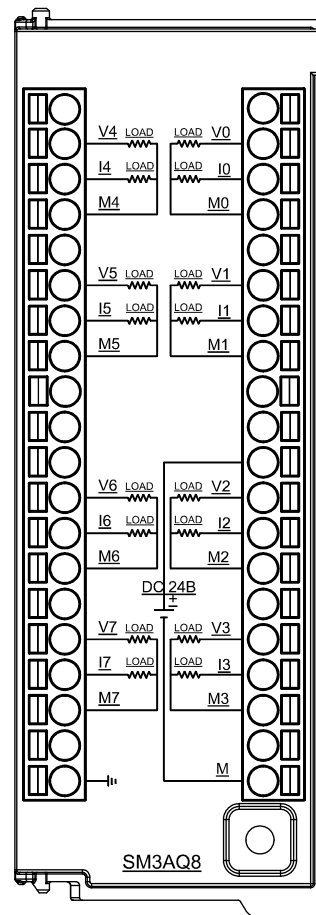 V4 LOAD LOAD V0
I4 LOAD LOAD I0
M4 M0
V5 LOAD LOAD V1
I5 LOAD LOAD I1
M5 M1
V6 LOAD LOAD V2
I6 LOAD LOAD I2
M6 M2
DC 24B
V7 LOAD LOAD V3
I7 LOAD LOAD I3
M7 M3
M
SM3AQ8